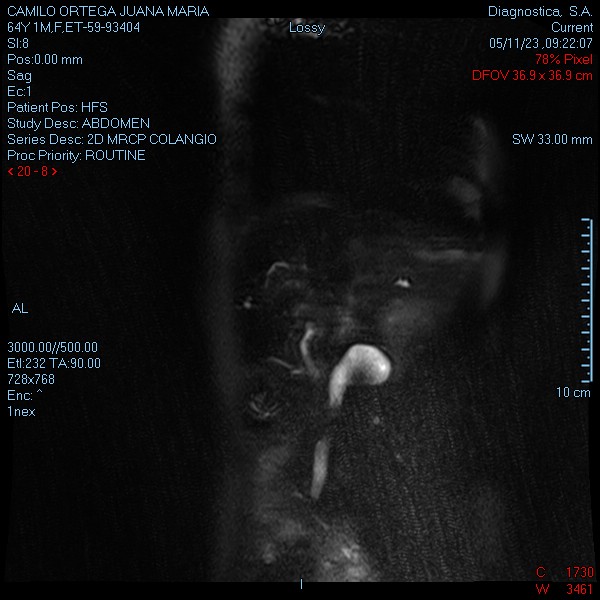 CAMILO ORTEGA JUANA MARIA
64Y 1M,F,ET-59-93404
Sl:8
Pos:0.00 mm
Sag
Ec:1
Patient Pos: HFS
Study Desc: ABDOMEN
Series Desc: 2D MRCP COLANGIO
Proc Priority: ROUTINE
< 20 - 8 >
Lossy
Diagnostica, S.A.
Current
05/11/23 ,09:22:07
78% Pixel
DFOV 36.9 x 36.9 cm
SW 33.00 mm
AL
3000.00//500.00
Etl:232 TA:90.00
728x768
Enc: ^
1nex
10 cm
C 1730
W 3461